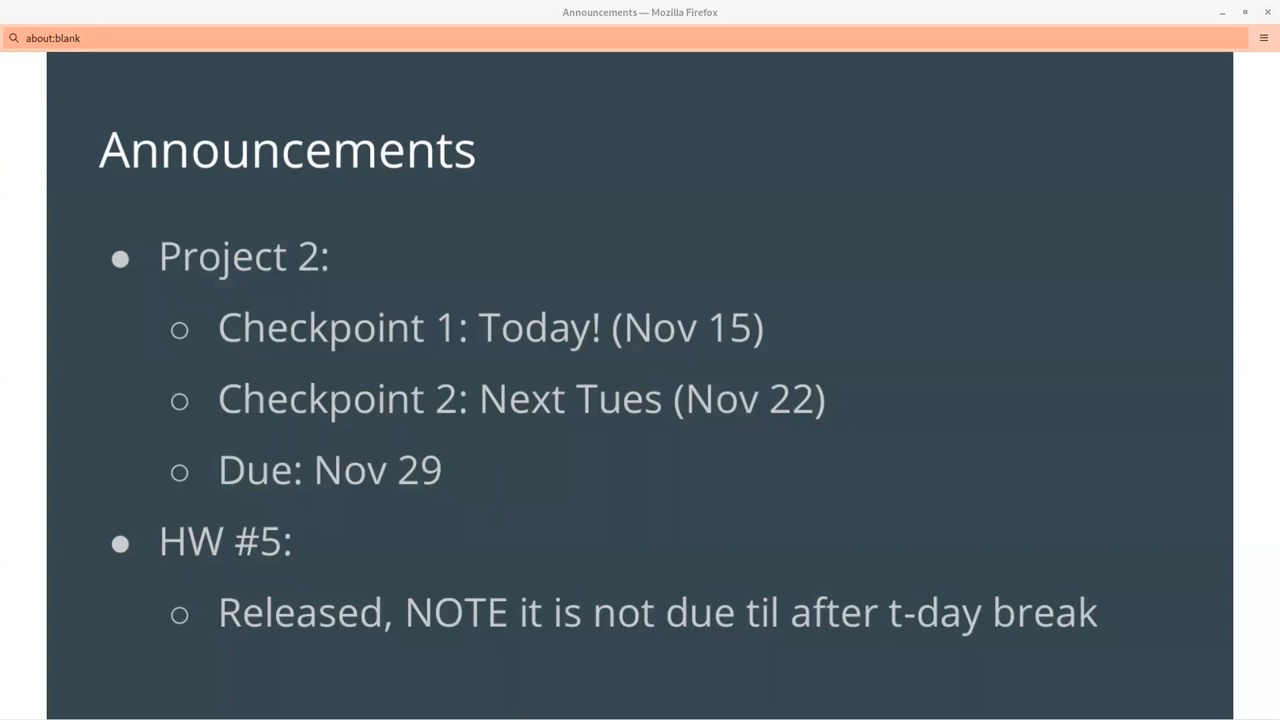 Announcements — Mozilla Firefox
about:blank
Announcements
● Project 2:
○ Checkpoint 1: Today! (Nov 15)
○ Checkpoint 2: Next Tues (Nov 22)
○ Due: Nov 29
● HW #5:
○ Released, NOTE it is not due til after t-day break